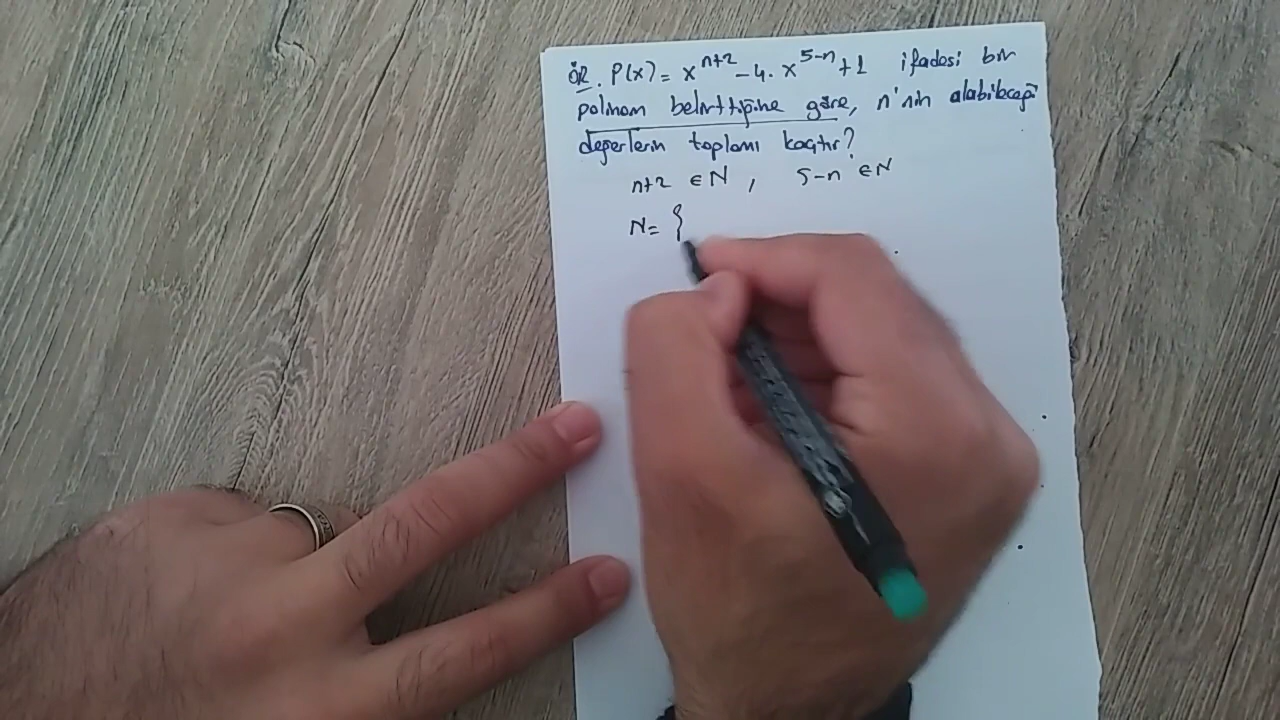 ÖR. P(x) = x^{n+2} - 4. x^{5-n} + 1 ifadesi bir
polinom belirttiğine göre, n'nin alabileceği
değerlerin toplamı kaçtır?
n+2 ∈ N , 5-n ∈ N
N = {